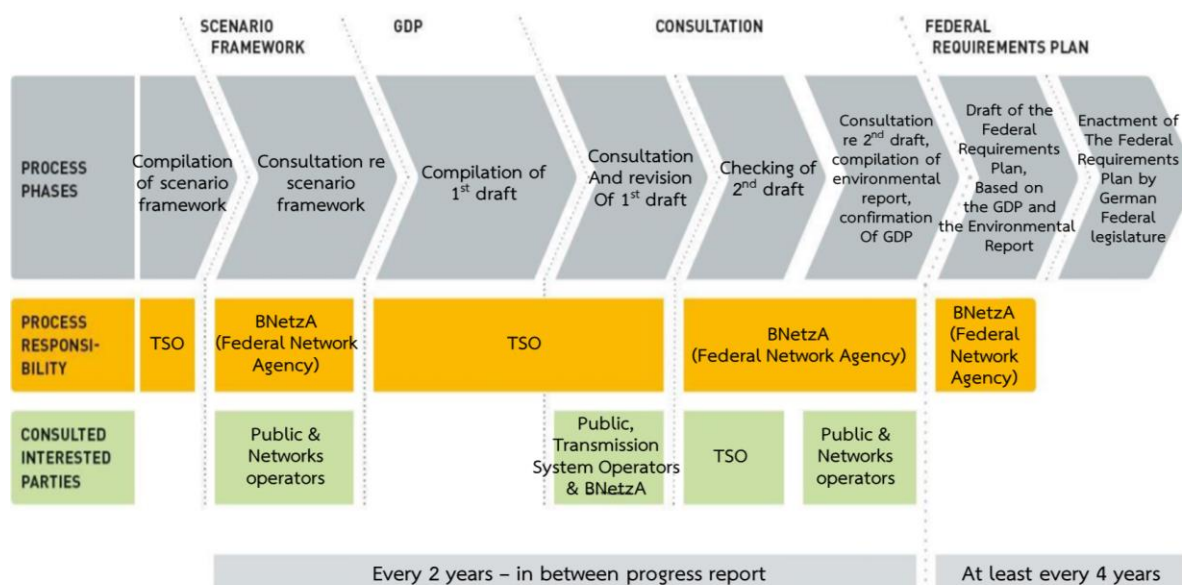 SCENARIO
FRAMEWORK
GDP
CONSULTATION
FEDERAL
REQUIREMENTS PLAN
PROCESS
PHASES
Compilation
of scenario
framework
Consultation re
scenario
framework
Compilation of
1st draft
Consultation
And revision
Of 1st draft
Checking of
2nd draft
Consultation
re 2nd draft,
compilation of
environmental
report,
confirmation
Of GDP
Draft of the
Federal
Requirements
Plan,
Based on
the GDP and
the Environmental
Report
Enactment of
The Federal
Requirements
Plan by
German
Federal
legislature
PROCESS
RESPONSI-
BILITY
TSO
BNetzA
(Federal Network
Agency)
TSO
BNetzA
(Federal Network Agency)
BNetzA
(Federal
Network
Agency)
CONSULTED
INTERESTED
PARTIES
Public &
Networks
operators
Public,
Transmission
System Operators
& BNetzA
TSO
Public &
Networks
operators
Every 2 years – in between progress report
At least every 4 years